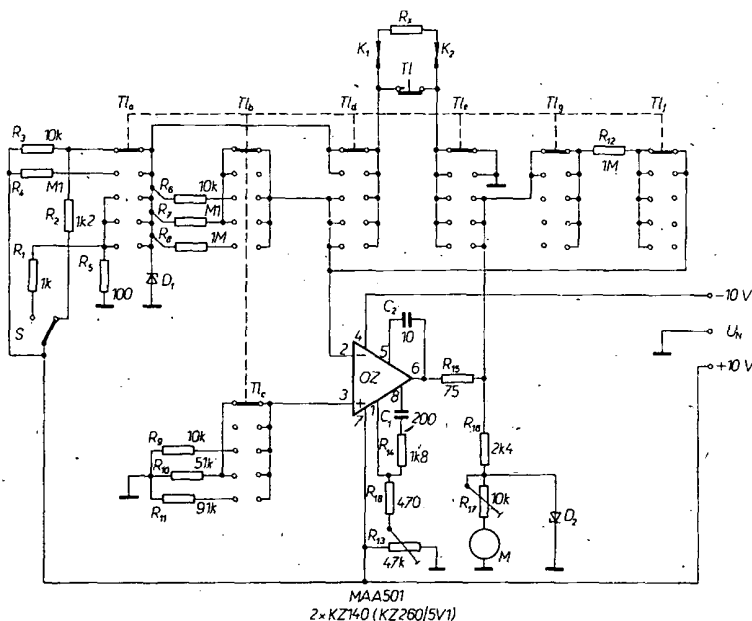 Rx
K1 K2
Tl
Tla Tlb Tld Tle Tlg Tlf
R3 10k
R4 M1
R2 1k2
R1 1k
R5 100
S
R6 10k
R7 M1
R8 1M
D1
R12 1M
-10 V
UN
+10 V
C2 10
4 5
2 OZ 6
3 8
7 1
R15 75
C1 200
R14 1k8
R18 470
R13 47k
R16 2k4
R17 10k
D2
M
Tlc
R9 10k
R10 51k
R11 91k
MAA501
2×KZ140 (KZ260/5V1)